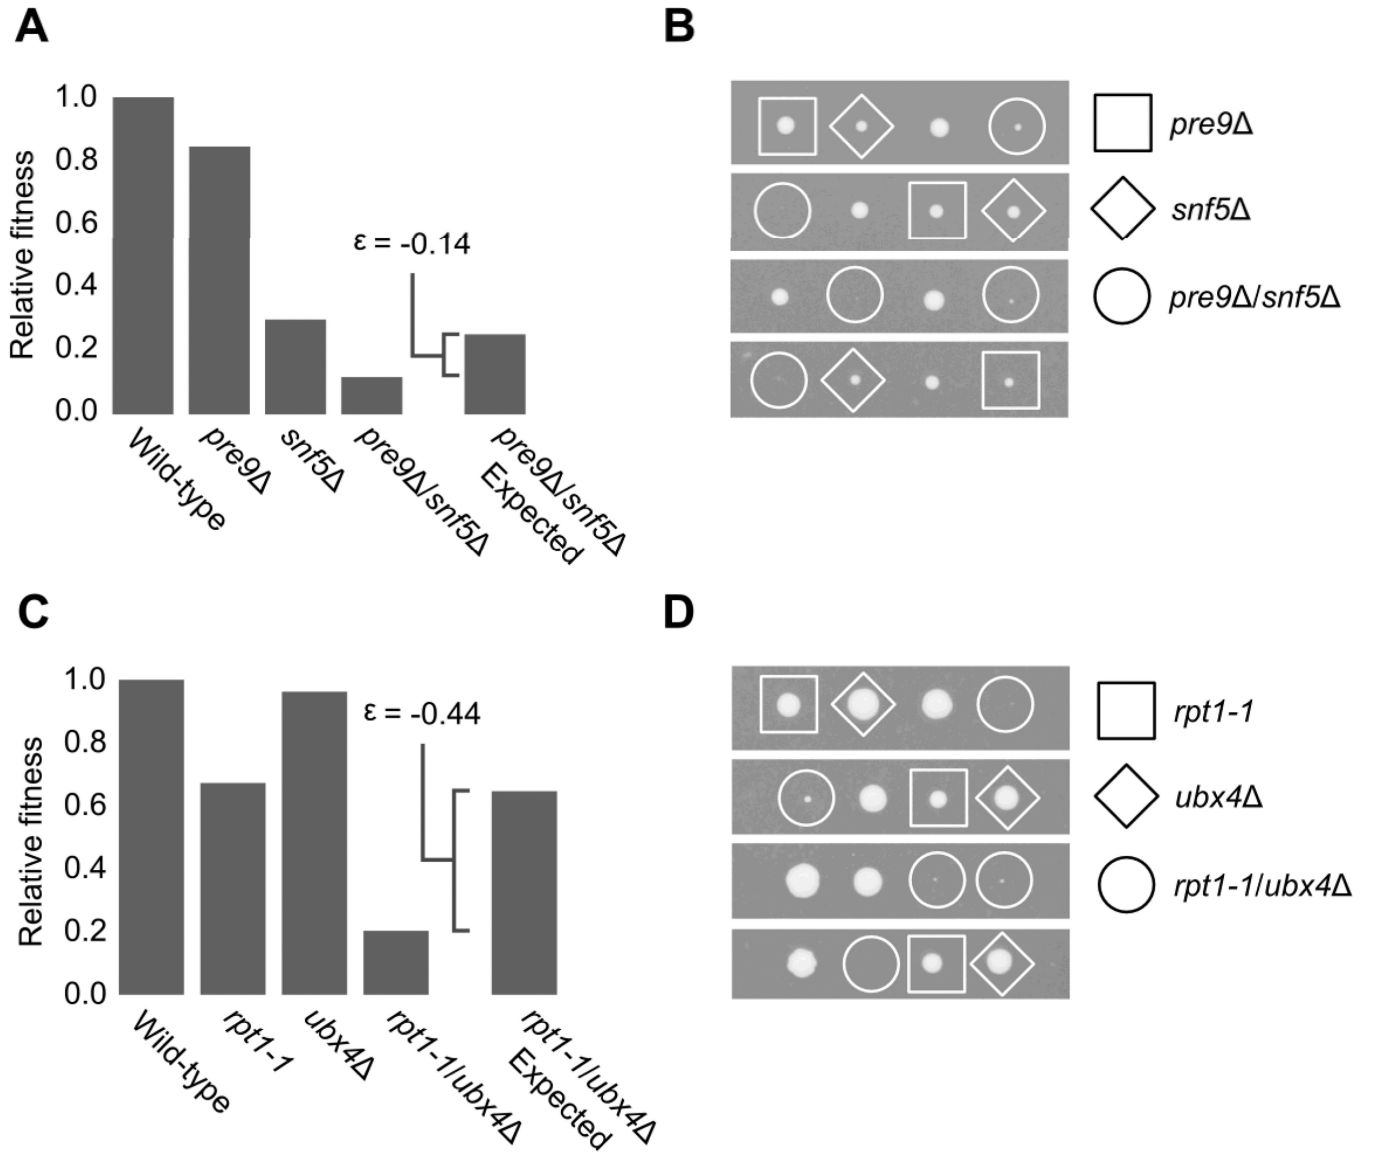 A
Relative fitness
1.0
0.8
0.6
0.4
0.2
0.0
ε = -0.14
Wild-type
pre9Δ
snf5Δ
pre9Δ/snf5Δ
pre9Δ/snf5Δ
Expected
B
pre9Δ
snf5Δ
pre9Δ/snf5Δ
C
Relative fitness
1.0
0.8
0.6
0.4
0.2
0.0
ε = -0.44
Wild-type
rpt1-1
ubx4Δ
rpt1-1/ubx4Δ
rpt1-1/ubx4Δ
Expected
D
rpt1-1
ubx4Δ
rpt1-1/ubx4Δ